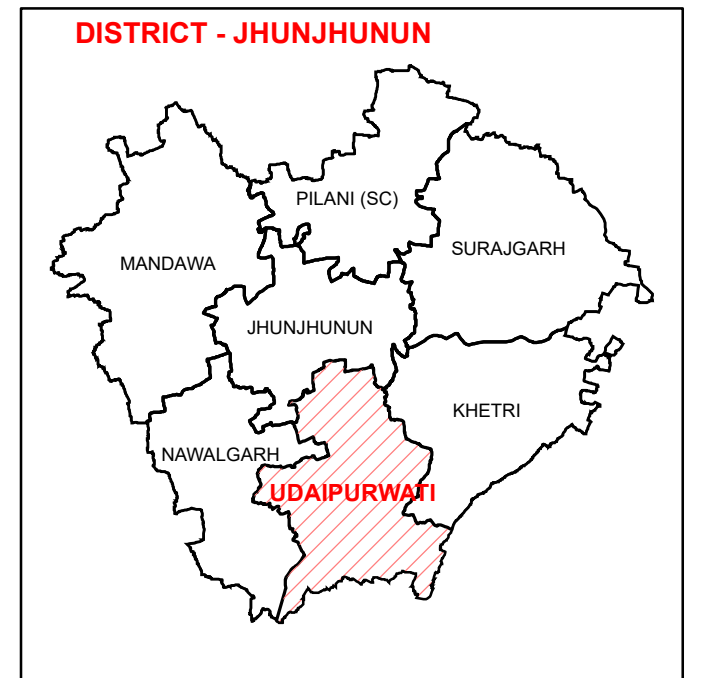 DISTRICT - JHUNJHUNUN
PILANI (SC)
SURAJGARH
MANDAWA
JHUNJHUNUN
KHETRI
NAWALGARH
UDAIPURWATI